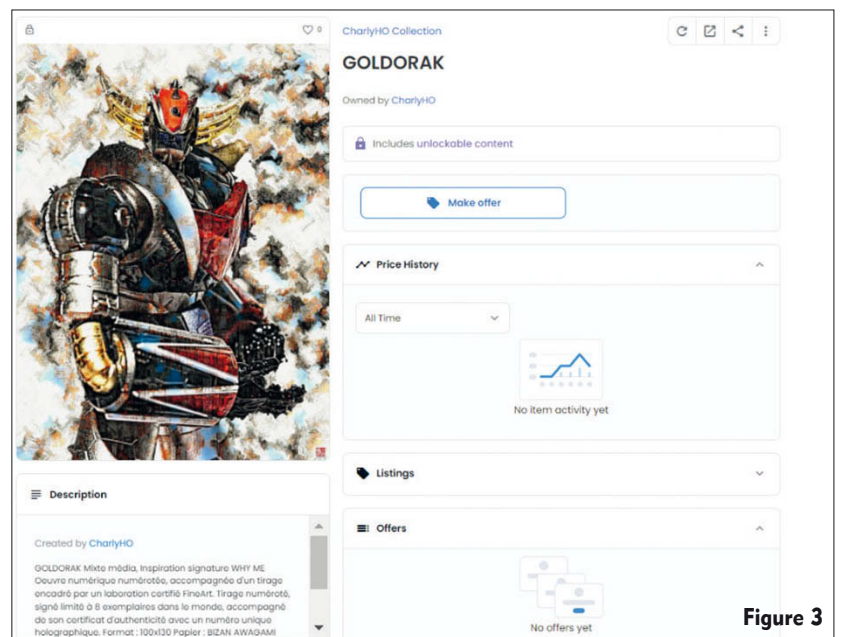 0
CharlyHO Collection
GOLDORAK
Owned by CharlyHO
Includes unlockable content
Make offer
Price History
All Time
No item activity yet
Listings
Description
Offers
Created by CharlyHO
GOLDORAK Mixte média, Inspiration signature WHY ME
Oeuvre numérique numérotée, accompagnée d'un tirage
encadré par un laboration certifié FineArt. Tirage numéroté,
signé limité à 8 exemplaires dans le monde, accompagné
de son certificat d'authenticité avec un numéro unique
holographique. Format : 100x130 Papier : BIZAN AWAGAMI
No offers yet
Figure 3